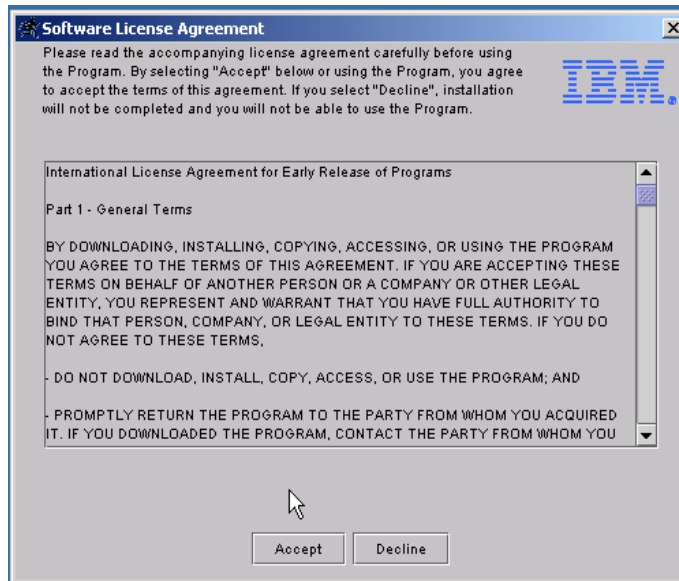 Software License Agreement
Please read the accompanying license agreement carefully before using
the Program. By selecting "Accept" below or using the Program, you agree
to accept the terms of this agreement. If you select "Decline", installation
will not be completed and you will not be able to use the Program.
IBM®
International License Agreement for Early Release of Programs
Part 1 - General Terms
BY DOWNLOADING, INSTALLING, COPYING, ACCESSING, OR USING THE PROGRAM
YOU AGREE TO THE TERMS OF THIS AGREEMENT. IF YOU ARE ACCEPTING THESE
TERMS ON BEHALF OF ANOTHER PERSON OR A COMPANY OR OTHER LEGAL
ENTITY, YOU REPRESENT AND WARRANT THAT YOU HAVE FULL AUTHORITY TO
BIND THAT PERSON, COMPANY, OR LEGAL ENTITY TO THESE TERMS. IF YOU DO
NOT AGREE TO THESE TERMS,
- DO NOT DOWNLOAD, INSTALL, COPY, ACCESS, OR USE THE PROGRAM; AND
- PROMPTLY RETURN THE PROGRAM TO THE PARTY FROM WHOM YOU ACQUIRED
IT. IF YOU DOWNLOADED THE PROGRAM, CONTACT THE PARTY FROM WHOM YOU
Accept Decline